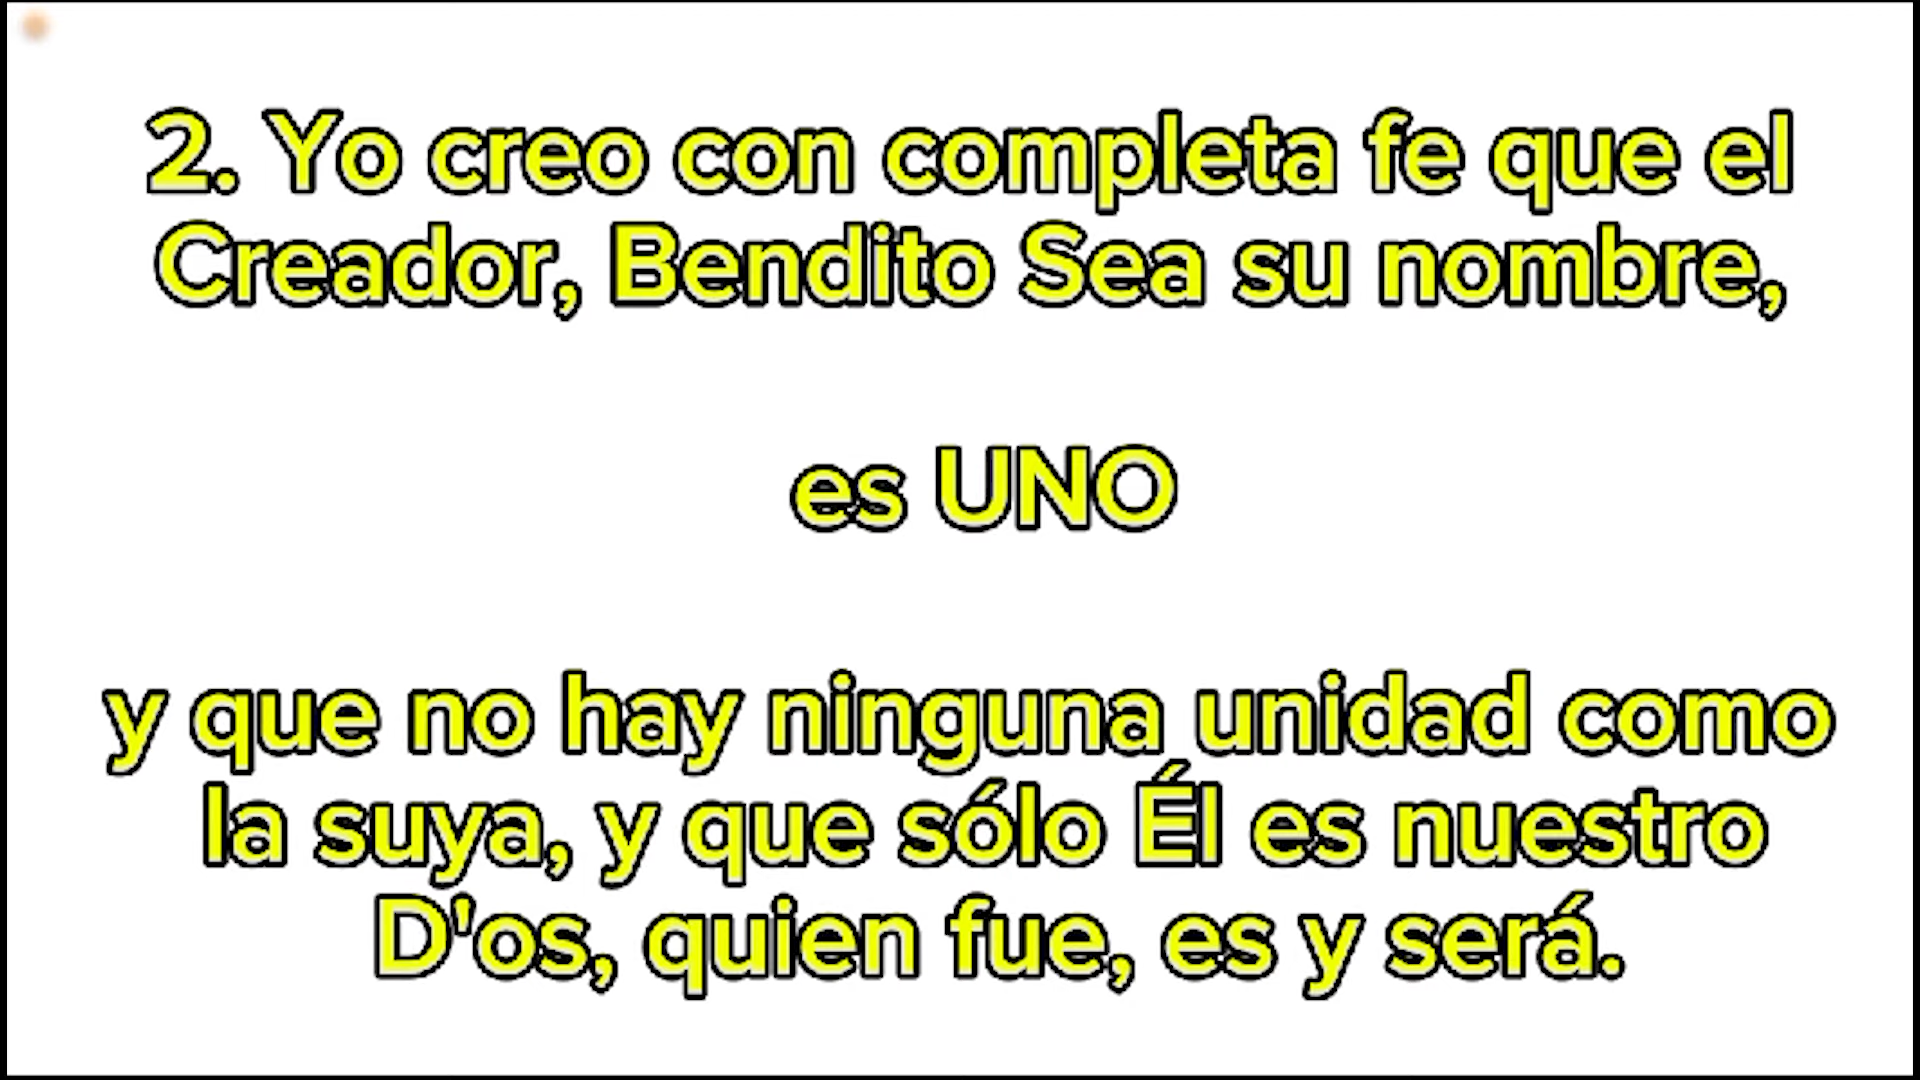 2. Yo creo con completa fe que el
Creador, Bendito Sea su nombre,
es UNO
y que no hay ninguna unidad como
la suya, y que sólo Él es nuestro
D'os, quien fue, es y será.